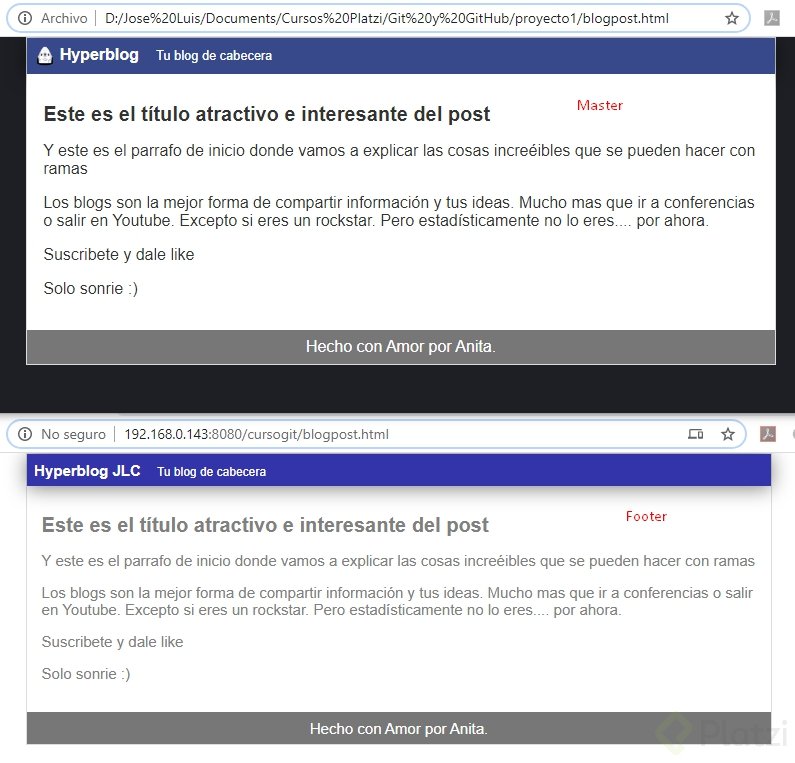 Archivo D:/Jose%20Luis/Documents/Cursos%20Platzi/Git%20y%20GitHub/proyecto1/blogpost.html
Hyperblog Tu blog de cabecera
Master
Este es el título atractivo e interesante del post
Y este es el parrafo de inicio donde vamos a explicar las cosas increéibles que se pueden hacer con
ramas
Los blogs son la mejor forma de compartir información y tus ideas. Mucho mas que ir a conferencias
o salir en Youtube. Excepto si eres un rockstar. Pero estadísticamente no lo eres.... por ahora.
Suscribete y dale like
Solo sonrie :)
Hecho con Amor por Anita.
No seguro 192.168.0.143:8080/cursogit/blogpost.html
Hyperblog JLC Tu blog de cabecera
Footer
Este es el título atractivo e interesante del post
Y este es el parrafo de inicio donde vamos a explicar las cosas increéibles que se pueden hacer con ramas
Los blogs son la mejor forma de compartir información y tus ideas. Mucho mas que ir a conferencias o salir
en Youtube. Excepto si eres un rockstar. Pero estadísticamente no lo eres.... por ahora.
Suscribete y dale like
Solo sonrie :)
Hecho con Amor por Anita.
Platzi